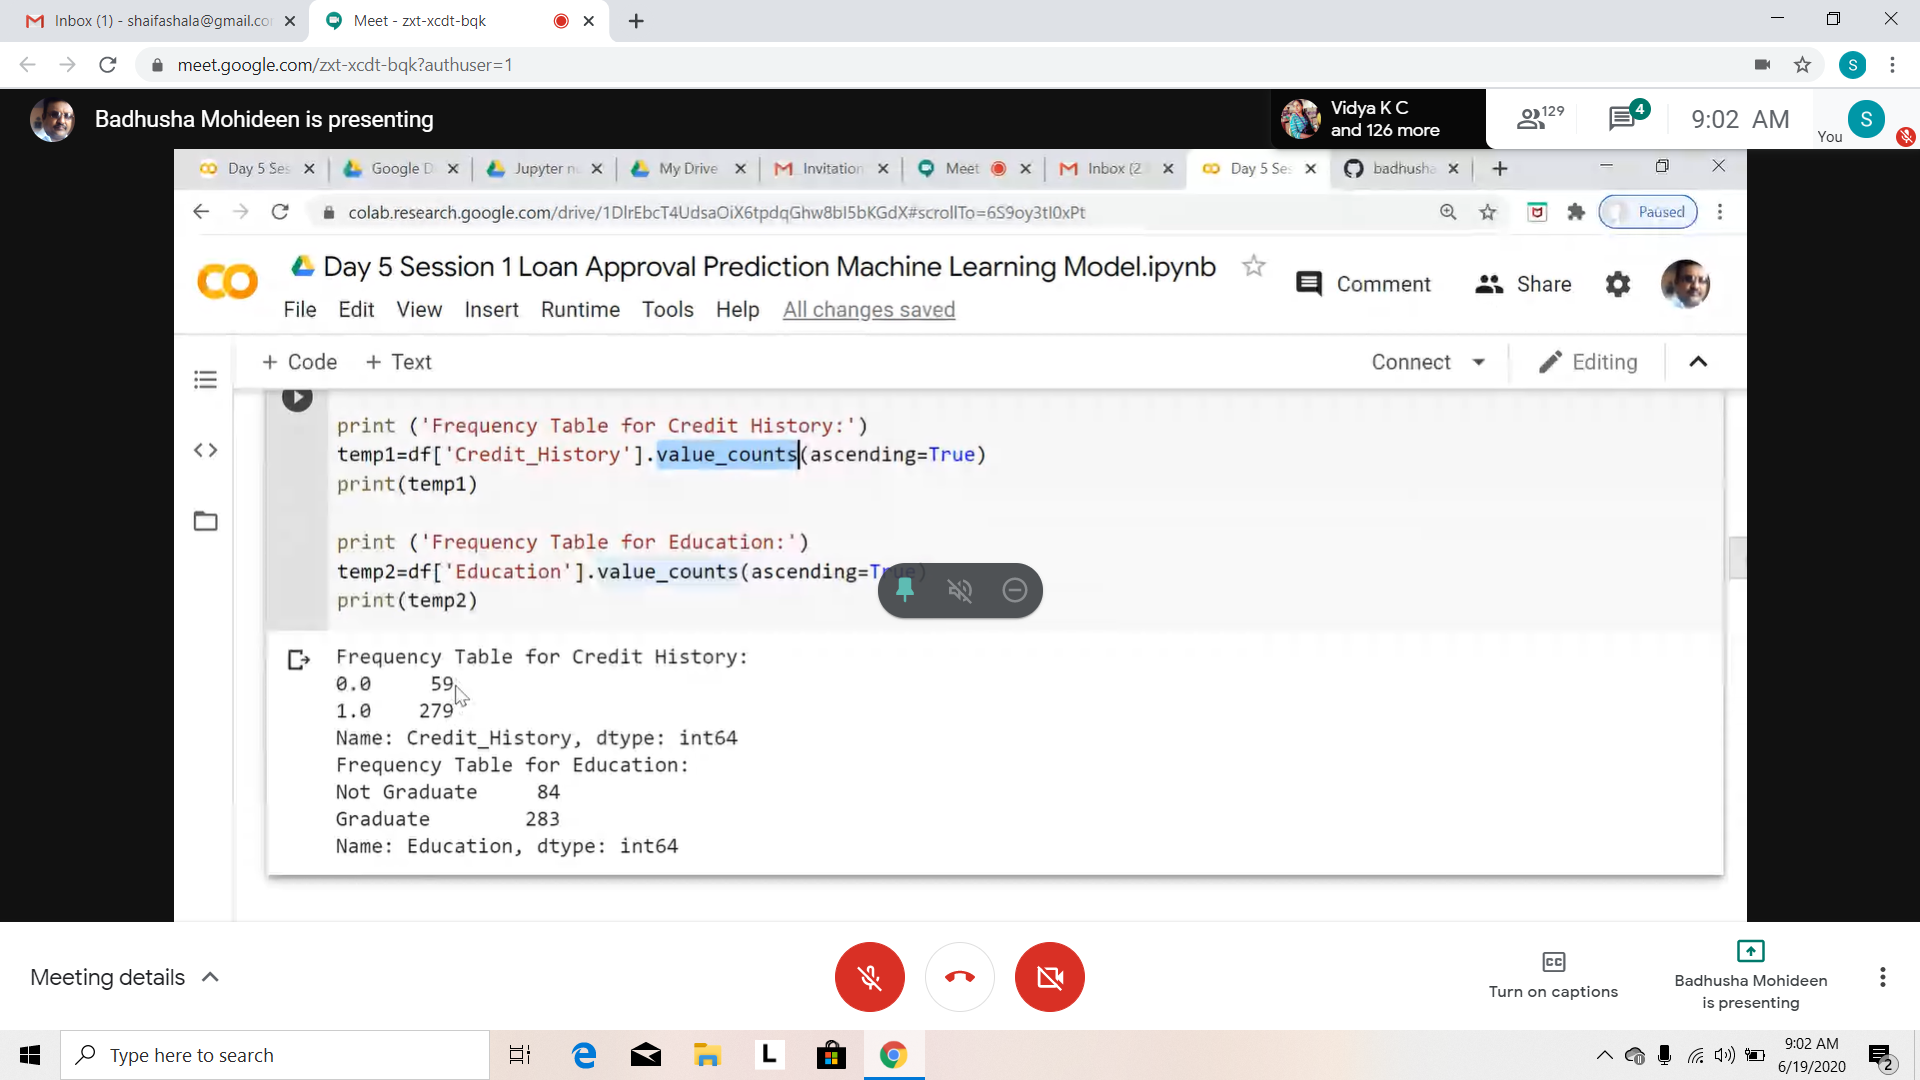 Inbox (1) - shaifashala@gmail.co
Meet - zxt-xcdt-bqk
meet.google.com/zxt-xcdt-bqk?authuser=1
S
Badhusha Mohideen is presenting
Vidya K C
and 126 more
129
4
9:02 AM
You
S
Day 5 Ses
Google D
Jupyter n
My Drive
Invitation
Meet
Inbox (2
Day 5 Se
badhusha
colab.research.google.com/drive/1DlrEbcT4UdsaOiX6tpdqGhw8bI5bKGdX#scrollTo=6S9oy3tI0xPt
Paused
Day 5 Session 1 Loan Approval Prediction Machine Learning Model.ipynb
Comment
Share
File Edit View Insert Runtime Tools Help All changes saved
+ Code + Text
Connect
Editing
print ('Frequency Table for Credit History:')
temp1=df['Credit_History'].value_counts(ascending=True)
print(temp1)
print ('Frequency Table for Education:')
temp2=df['Education'].value_counts(ascending=True)
print(temp2)
Frequency Table for Credit History:
0.0 59
1.0 279
Name: Credit_History, dtype: int64
Frequency Table for Education:
Not Graduate 84
Graduate 283
Name: Education, dtype: int64
Meeting details
CC
Turn on captions
Badhusha Mohideen
is presenting
Type here to search
L
9:02 AM
6/19/2020
2